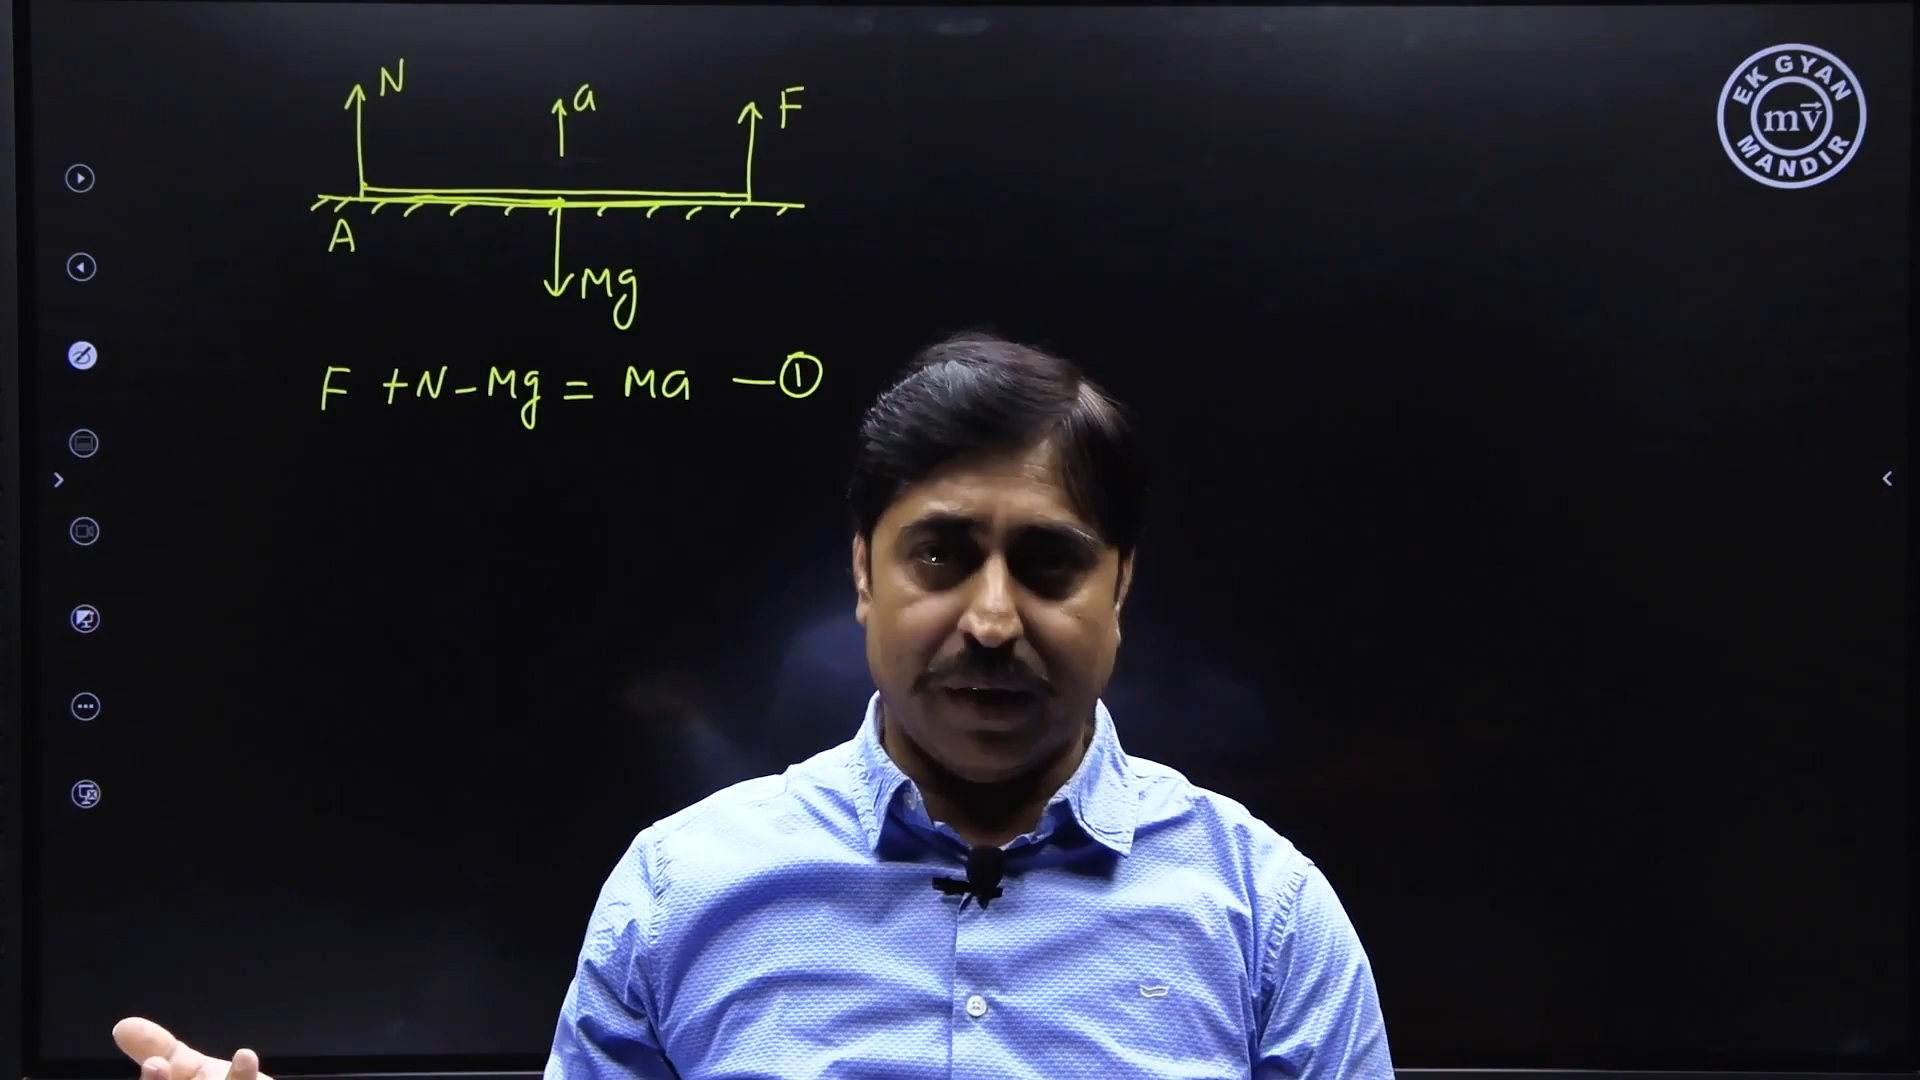 N
a
F
A
Mg
F + N - Mg = Ma — ①
EK GYAN
mv⃗
MANDIR